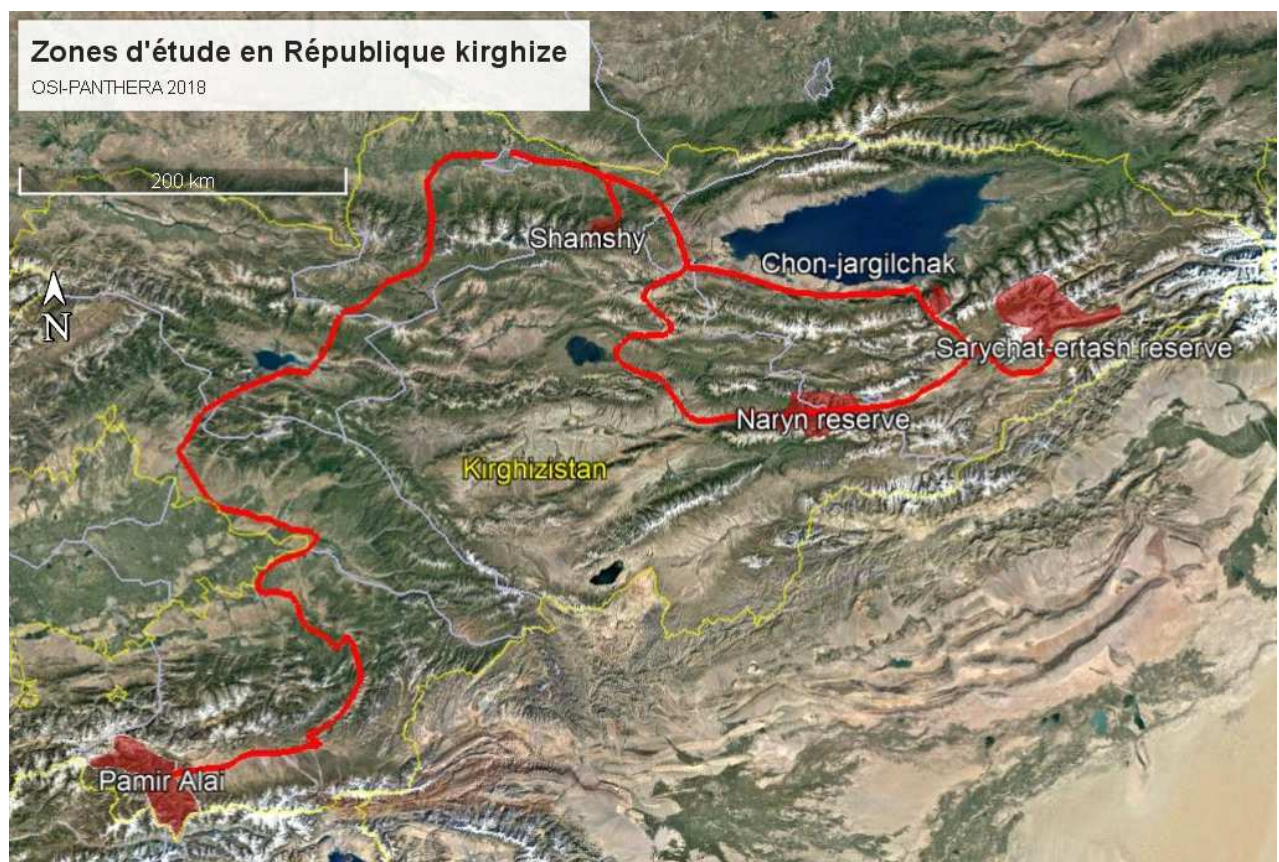 Zones d'étude en République kirghize
OSI-PANTHERA 2018
200 km
Shamshy
Chon-jargilchak
N
Sarychat-ertash reserve
Naryn reserve
Kirghizistan
Pamir Alai